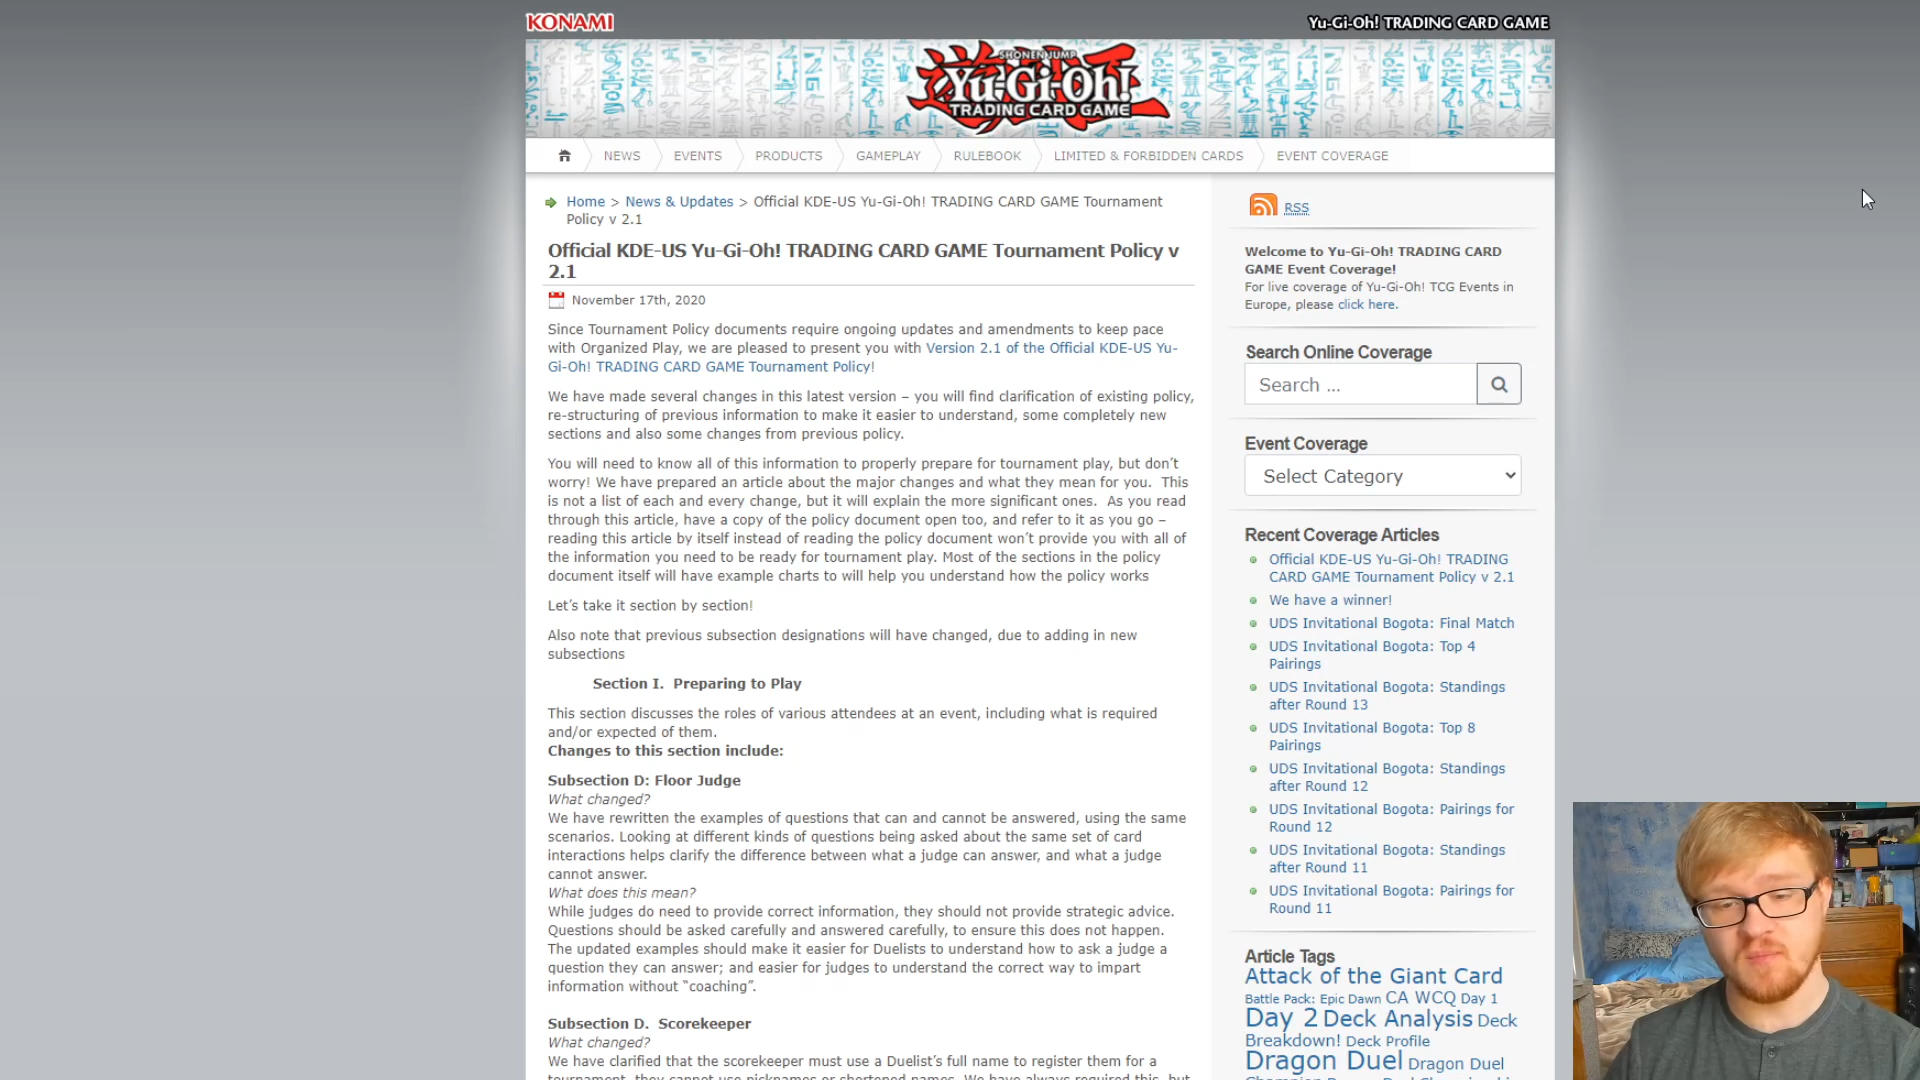 KONAMI
Yu-Gi-Oh! TRADING CARD GAME
SHONEN JUMP
Yu-Gi-Oh!
TRADING CARD GAME
NEWS
EVENTS
PRODUCTS
GAMEPLAY
RULEBOOK
LIMITED & FORBIDDEN CARDS
EVENT COVERAGE
Home > News & Updates > Official KDE-US Yu-Gi-Oh! TRADING CARD GAME Tournament
Policy v 2.1
Official KDE-US Yu-Gi-Oh! TRADING CARD GAME Tournament Policy v
2.1
November 17th, 2020
Since Tournament Policy documents require ongoing updates and amendments to keep pace
with Organized Play, we are pleased to present you with Version 2.1 of the Official KDE-US Yu-
Gi-Oh! TRADING CARD GAME Tournament Policy!
We have made several changes in this latest version – you will find clarification of existing policy,
re-structuring of previous information to make it easier to understand, some completely new
sections and also some changes from previous policy.
You will need to know all of this information to properly prepare for tournament play, but don’t
worry! We have prepared an article about the major changes and what they mean for you.  This
is not a list of each and every change, but it will explain the more significant ones.  As you read
through this article, have a copy of the policy document open too, and refer to it as you go –
reading this article by itself instead of reading the policy document won’t provide you with all of
the information you need to be ready for tournament play. Most of the sections in the policy
document itself will have example charts to will help you understand how the policy works
Let’s take it section by section!
Also note that previous subsection designations will have changed, due to adding in new
subsections
Section I.  Preparing to Play
This section discusses the roles of various attendees at an event, including what is required
and/or expected of them.
Changes to this section include:
Subsection D: Floor Judge
What changed?
We have rewritten the examples of questions that can and cannot be answered, using the same
scenarios. Looking at different kinds of questions being asked about the same set of card
interactions helps clarify the difference between what a judge can answer, and what a judge
cannot answer.
What does this mean?
While judges do need to provide correct information, they should not provide strategic advice.
Questions should be asked carefully and answered carefully, to ensure this does not happen.
The updated examples should make it easier for Duelists to understand how to ask a judge a
question they can answer; and easier for judges to understand the correct way to impart
information without “coaching”.
Subsection D.  Scorekeeper
What changed?
We have clarified that the scorekeeper must use a Duelist’s full name to register them for a
tournament, they cannot use nicknames or shortened names. We have always required this, but
RSS
Welcome to Yu-Gi-Oh! TRADING CARD
GAME Event Coverage!
For live coverage of Yu-Gi-Oh! TCG Events in
Europe, please click here.
Search Online Coverage
Search ...
Event Coverage
Select Category
Recent Coverage Articles
Official KDE-US Yu-Gi-Oh! TRADING
CARD GAME Tournament Policy v 2.1
We have a winner!
UDS Invitational Bogota: Final Match
UDS Invitational Bogota: Top 4
Pairings
UDS Invitational Bogota: Standings
after Round 13
UDS Invitational Bogota: Top 8
Pairings
UDS Invitational Bogota: Standings
after Round 12
UDS Invitational Bogota: Pairings for
Round 12
UDS Invitational Bogota: Standings
after Round 11
UDS Invitational Bogota: Pairings for
Round 11
Article Tags
Attack of the Giant Card
Battle Pack: Epic Dawn CA WCQ Day 1
Day 2 Deck Analysis Deck
Breakdown! Deck Profile
Dragon Duel Dragon Duel